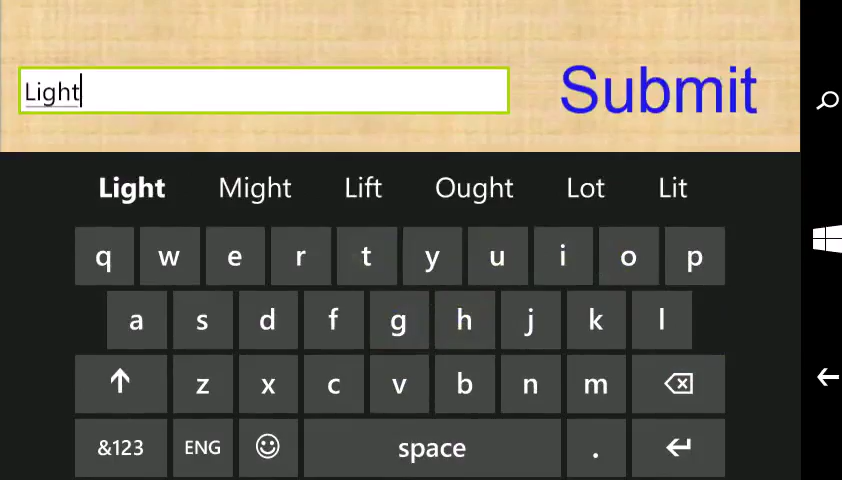 Light
Submit
Light Might Lift Ought Lot Lit
q w e r t y u i o p
a s d f g h j k l
z x c v b n m
&123 ENG space .